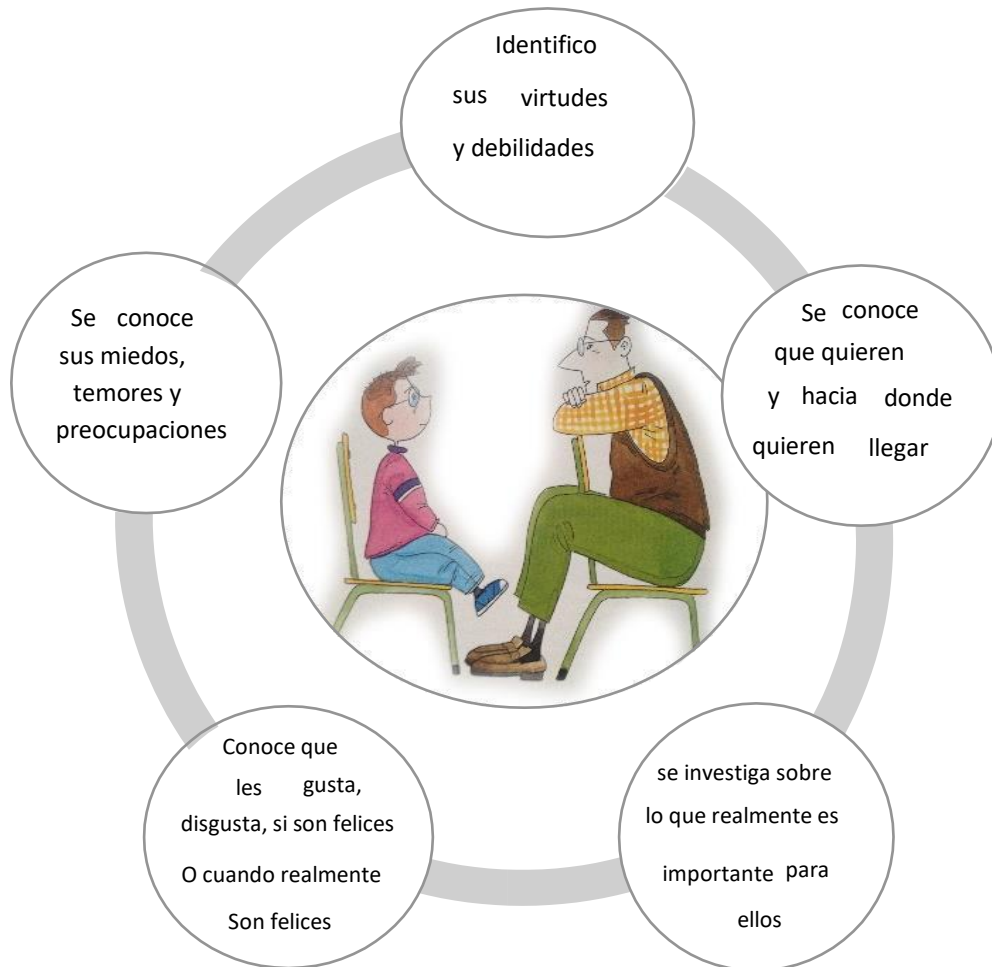 Identifico
sus virtudes
y debilidades
Se conoce
que quieren
y hacia donde
quieren llegar
se investiga sobre
lo que realmente es
importante para
ellos
Conoce que
les gusta,
disgusta, si son felices
O cuando realmente
Son felices
Se conoce
sus miedos,
temores y
preocupaciones